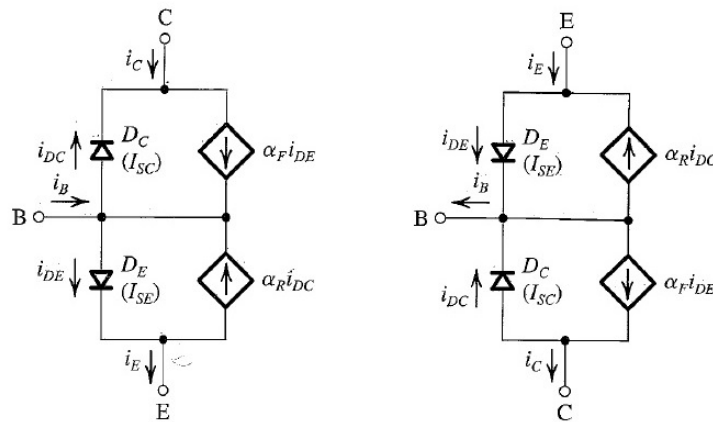 C
E
i_C
i_E
i_DC
D_C
(I_SC)
α_F i_DE
i_DE
D_E
(I_SE)
α_R i_DC
i_B
i_B
B
B
i_DE
D_E
(I_SE)
α_R i_DC
i_DC
D_C
(I_SC)
α_F i_DE
i_E
i_C
E
C